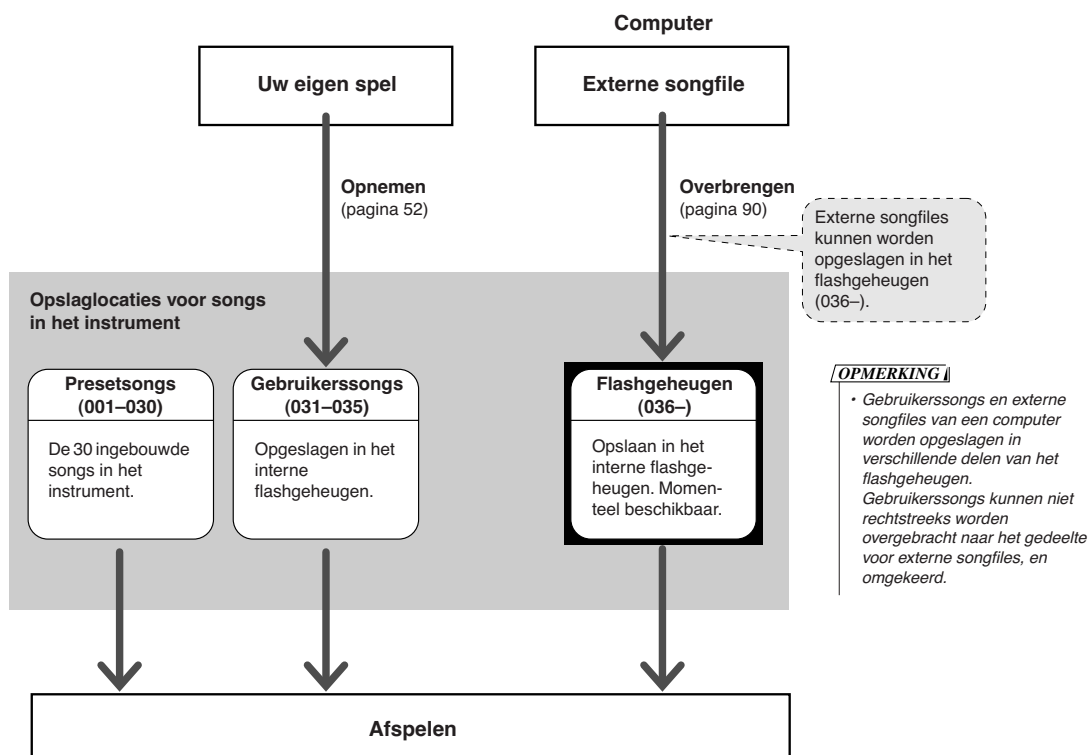 Computer
Uw eigen spel
Externe songfile
Opnemen
(pagina 52)
Overbrengen
(pagina 90)
Externe songfiles
kunnen worden
opgeslagen in het
flashgeheugen
(036–).
Opslaglocaties voor songs
in het instrument
Presetsongs
(001–030)
De 30 ingebouwde
songs in het
instrument.
Gebruikerssongs
(031–035)
Opgeslagen in het
interne
flashgeheugen.
Flashgeheugen
(036–)
Opslaan in het
interne flashge-
heugen. Momen-
teel beschikbaar.
OPMERKING
• Gebruikerssongs en externe
songfiles van een computer
worden opgeslagen in
verschillende delen van het
flashgeheugen.
Gebruikerssongs kunnen niet
rechtstreeks worden
overgebracht naar het gedeelte
voor externe songfiles, en
omgekeerd.
Afspelen